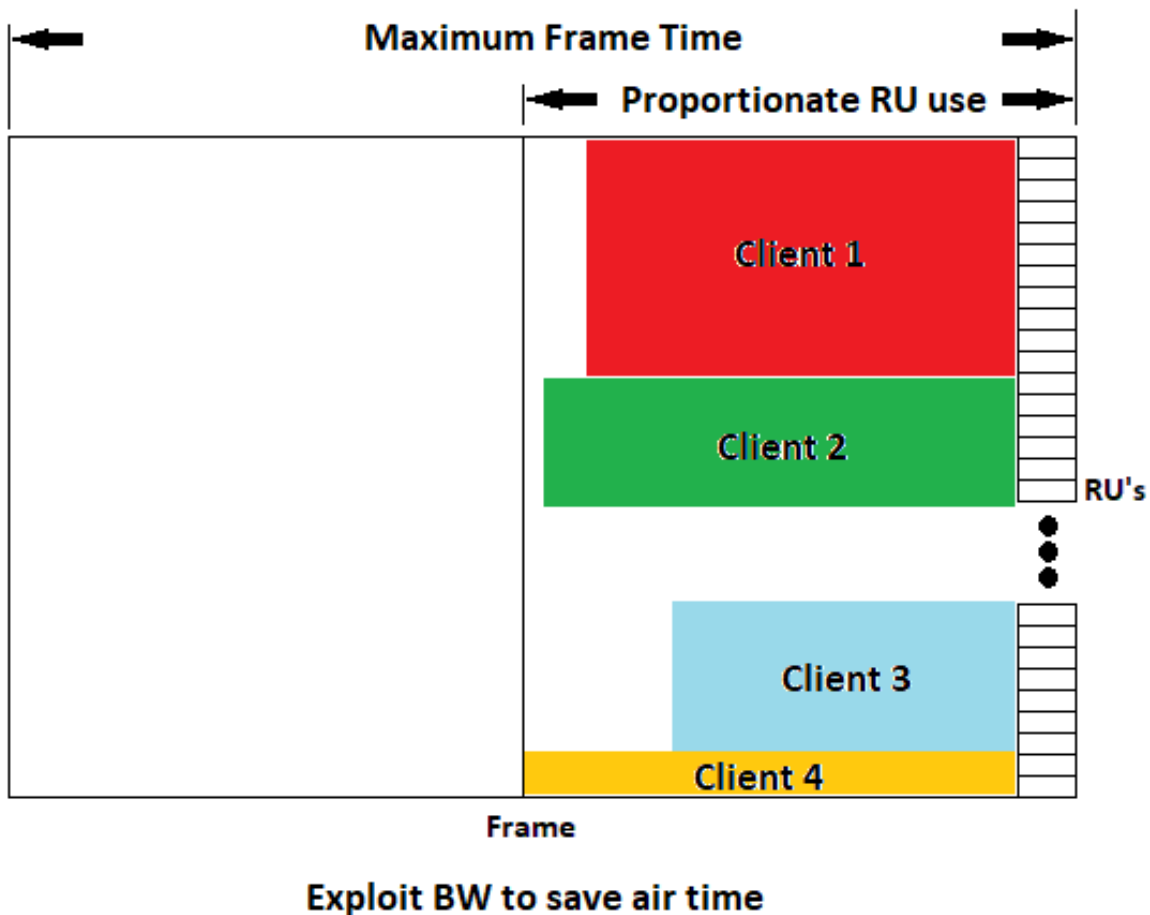 Maximum Frame Time
Proportionate RU use
Client 1
Client 2
RU's
Client 3
Client 4
Frame
Exploit BW to save air time